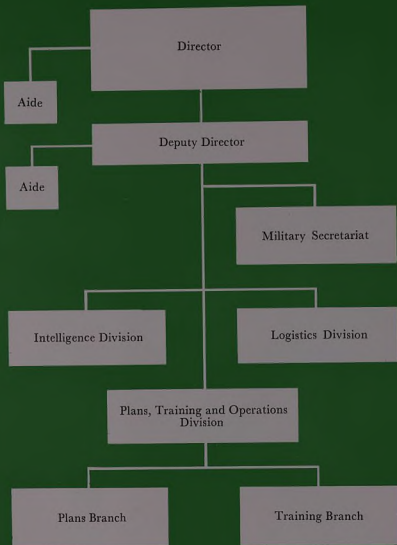 Director
Aide
Deputy Director
Aide
Military Secretariat
Intelligence Division
Logistics Division
Plans, Training and Operations
Division
Plans Branch
Training Branch